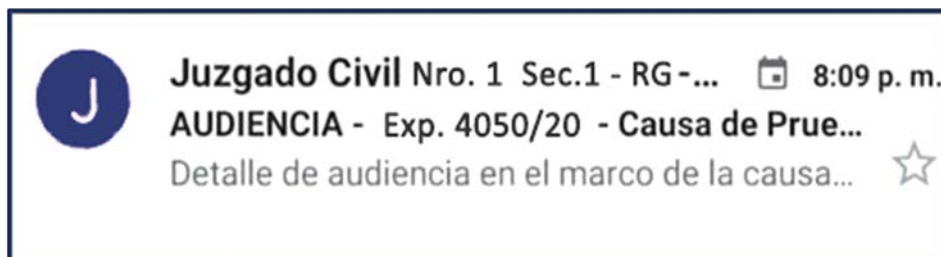 J
Juzgado Civil Nro. 1 Sec.1 - RG -... 8:09 p. m.
AUDIENCIA - Exp. 4050/20 - Causa de Prue...
Detalle de audiencia en el marco de la causa...